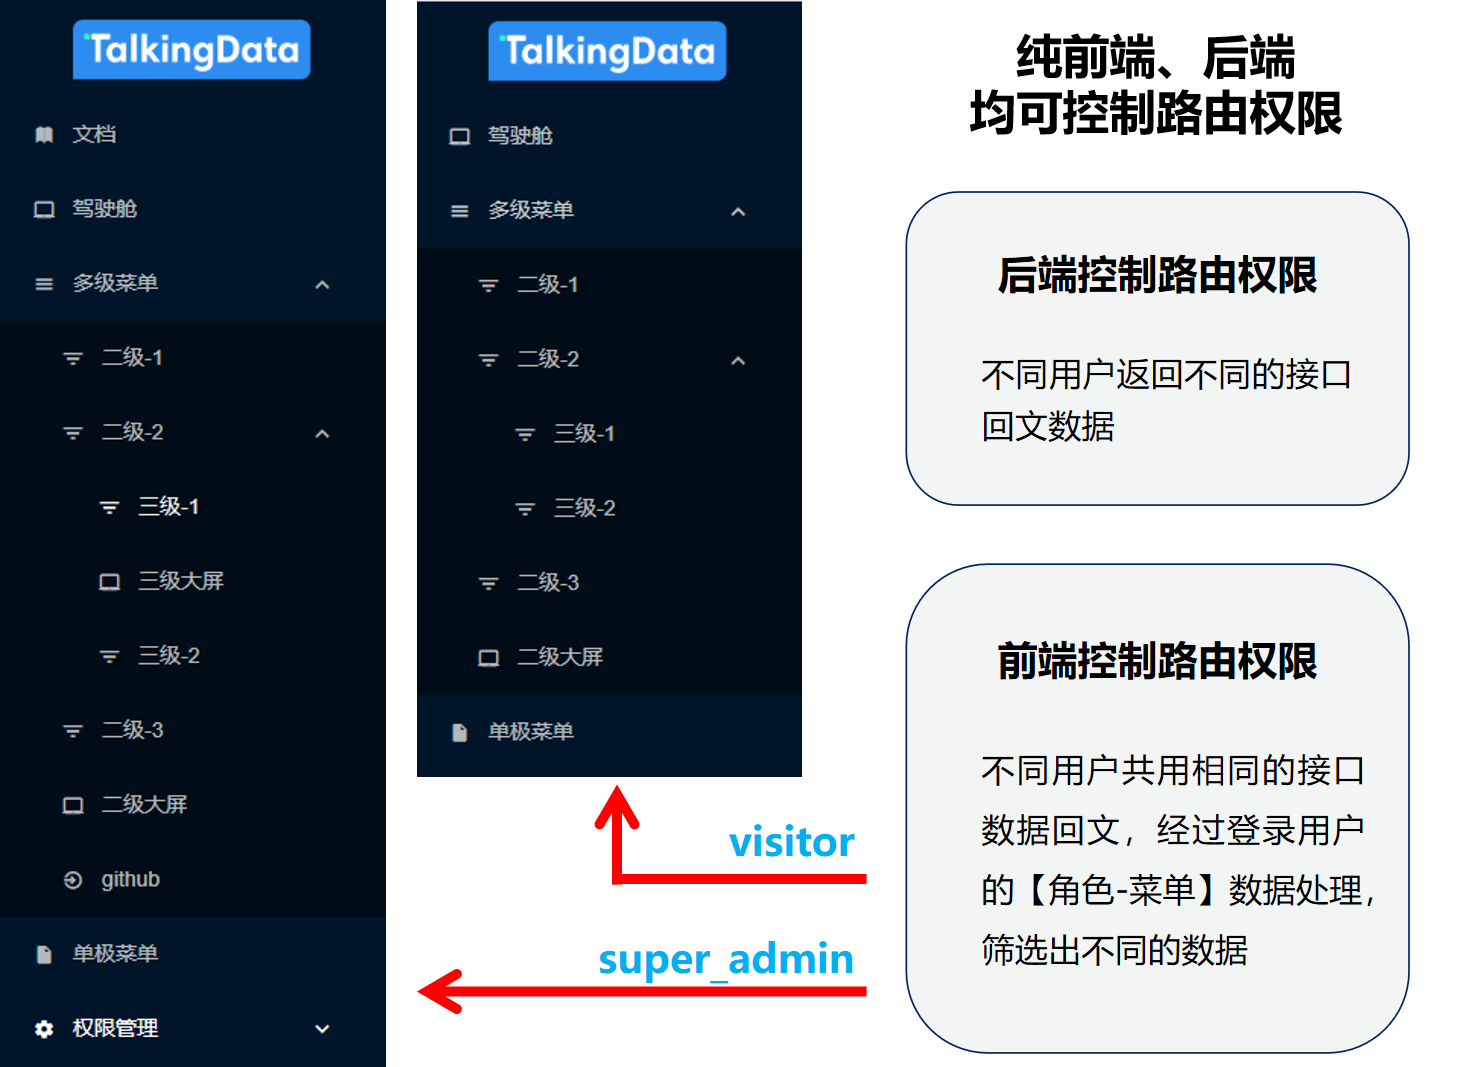 TalkingData
文档
驾驶舱
多级菜单
二级-1
二级-2
三级-1
三级大屏
三级-2
二级-3
二级大屏
github
单极菜单
权限管理
TalkingData
驾驶舱
多级菜单
二级-1
二级-2
三级-1
三级-2
二级-3
二级大屏
单极菜单
visitor
super_admin
纯前端、后端
均可控制路由权限
后端控制路由权限
不同用户返回不同的接口
回文数据
前端控制路由权限
不同用户共用相同的接口
数据回文，经过登录用户
的【角色-菜单】数据处理，
筛选出不同的数据